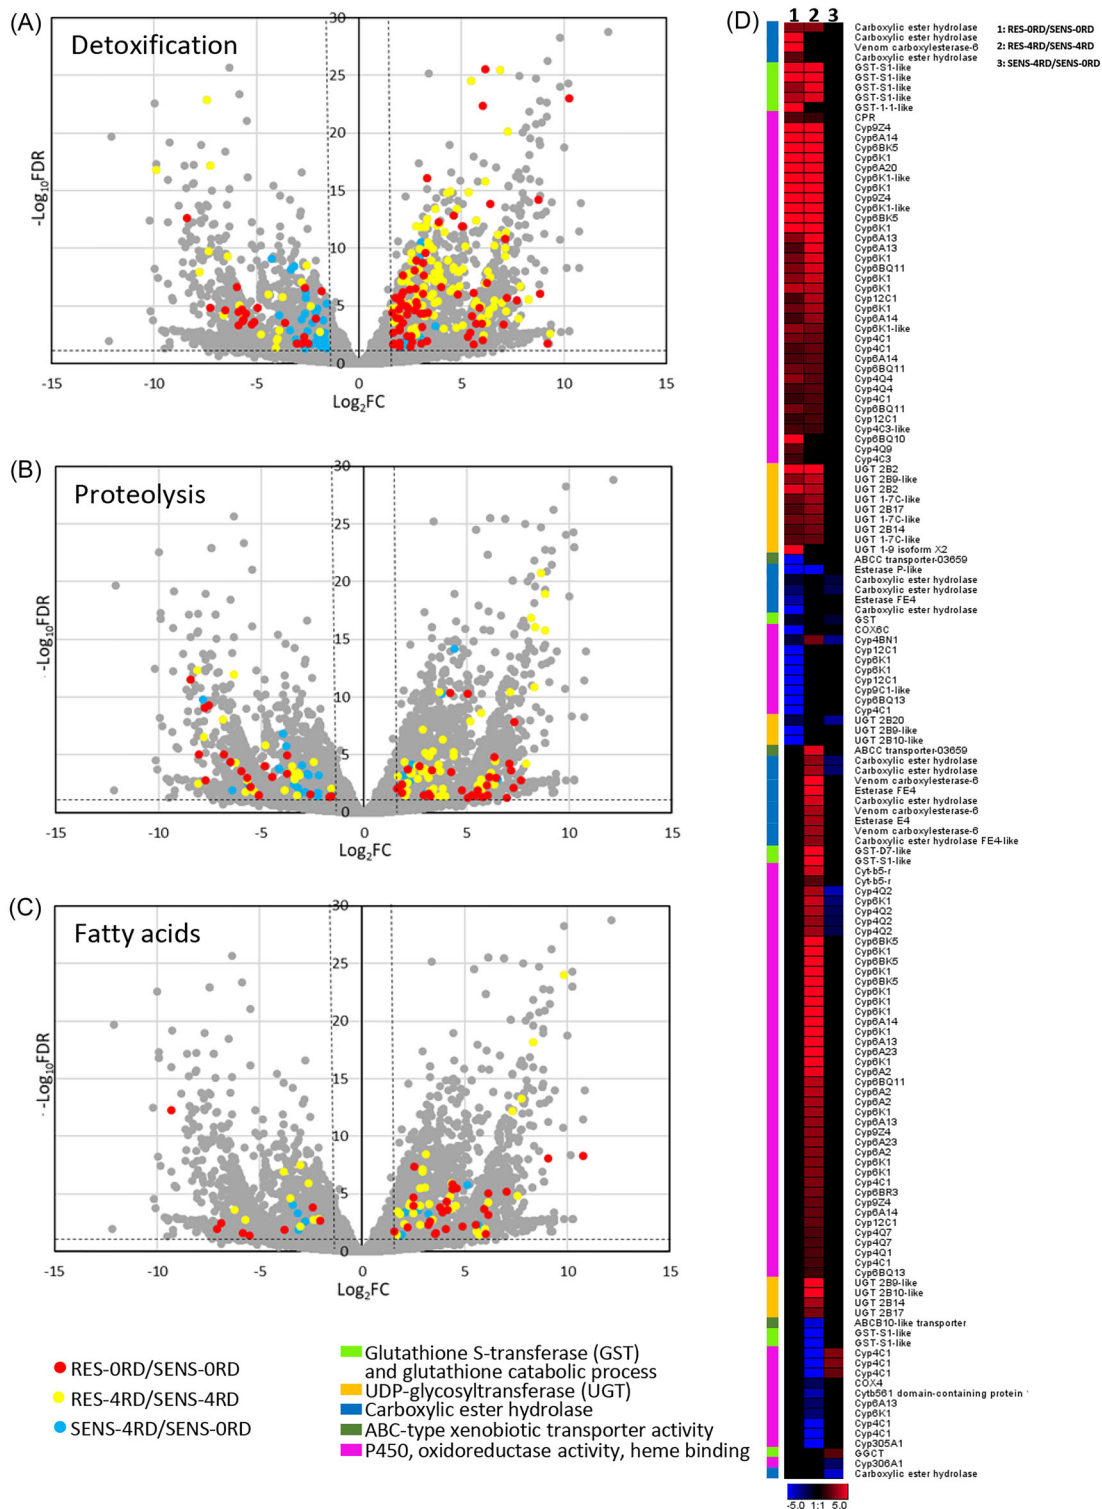 (A)
Detoxification
30
25
20
15
10
5
0
-15
-10
-5
0
5
10
15
-Log10FDR
Log2FC
(B)
Proteolysis
30
25
20
15
10
5
0
-15
-10
-5
0
5
10
15
-Log10FDR
Log2FC
(C)
Fatty acids
30
25
20
15
10
5
0
-15
-10
-5
0
5
10
15
-Log10FDR
Log2FC
RES-0RD/SENS-0RD
RES-4RD/SENS-4RD
SENS-4RD/SENS-0RD
Glutathione S-transferase (GST)
and glutathione catabolic process
UDP-glycosyltransferase (UGT)
Carboxylic ester hydrolase
ABC-type xenobiotic transporter activity
P450, oxidoreductase activity, heme binding
(D)
1 2 3
1: RES-0RD/SENS-0RD
2: RES-4RD/SENS-4RD
3: SENS-4RD/SENS-0RD
Carboxylic ester hydrolase
Carboxylic ester hydrolase
Venom carboxylesterase-6
Carboxylic ester hydrolase
GST-S1-like
GST-S1-like
GST-S1-like
GST-S1-like
GST-1-1-like
CPR
Cyp9Z4
Cyp6A14
Cyp6BK5
Cyp6K1
Cyp6A20
Cyp6K1-like
Cyp6K1
Cyp9Z4
Cyp6K1-like
Cyp6BK5
Cyp6K1
Cyp6A13
Cyp6A13
Cyp6K1
Cyp6BQ11
Cyp6K1
Cyp6K1
Cyp12C1
Cyp6K1
Cyp6A14
Cyp6K1-like
Cyp4C1
Cyp4C1
Cyp6A14
Cyp6BQ11
Cyp4Q4
Cyp4Q4
Cyp4C1
Cyp6BQ11
Cyp12C1
Cyp4C3-like
Cyp6BQ10
Cyp4Q9
Cyp4C3
UGT 2B2
UGT 2B9-like
UGT 2B2
UGT 1-7C-like
UGT 2B17
UGT 1-7C-like
UGT 2B14
UGT 1-7C-like
UGT 1-9 isoform X2
ABCC transporter-03659
Esterase P-like
Carboxylic ester hydrolase
Carboxylic ester hydrolase
Esterase FE4
Carboxylic ester hydrolase
GST
COX6C
Cyp4BN1
Cyp12C1
Cyp6K1
Cyp6K1
Cyp12C1
Cyp9C1-like
Cyp6BQ13
Cyp4C1
UGT 2B20
UGT 2B9-like
UGT 2B10-like
ABCC transporter-03659
Carboxylic ester hydrolase
Carboxylic ester hydrolase
Venom carboxylesterase-6
Esterase FE4
Carboxylic ester hydrolase
Venom carboxylesterase-6
Esterase E4
Venom carboxylesterase-6
Carboxylic ester hydrolase FE4-like
GST-D7-like
GST-S1-like
Cyt-b5-r
Cyt-b5-r
Cyp4Q2
Cyp6K1
Cyp4Q2
Cyp4Q2
Cyp4Q2
Cyp6BK5
Cyp6K1
Cyp6BK5
Cyp6K1
Cyp6BK5
Cyp6K1
Cyp6K1
Cyp6K1
Cyp6A14
Cyp6K1
Cyp6A13
Cyp6A23
Cyp6K1
Cyp6A2
Cyp6BQ11
Cyp6A2
Cyp6A2
Cyp6K1
Cyp6A13
Cyp9Z4
Cyp6A23
Cyp6A2
Cyp6K1
Cyp6K1
Cyp4C1
Cyp6BR3
Cyp9Z4
Cyp6A14
Cyp12C1
Cyp4Q7
Cyp4Q7
Cyp4Q1
Cyp4C1
Cyp6BQ13
UGT 2B9-like
UGT 2B10-like
UGT 2B14
UGT 2B17
ABCB10-like transporter
GST-S1-like
GST-S1-like
Cyp4C1
Cyp4C1
Cyp4C1
COX4
Cytb561 domain-containing protein
Cyp6A13
Cyp6K1
Cyp4C1
Cyp4C1
Cyp305A1
GGCT
Cyp306A1
Carboxylic ester hydrolase
-5.0 1:1 5.0